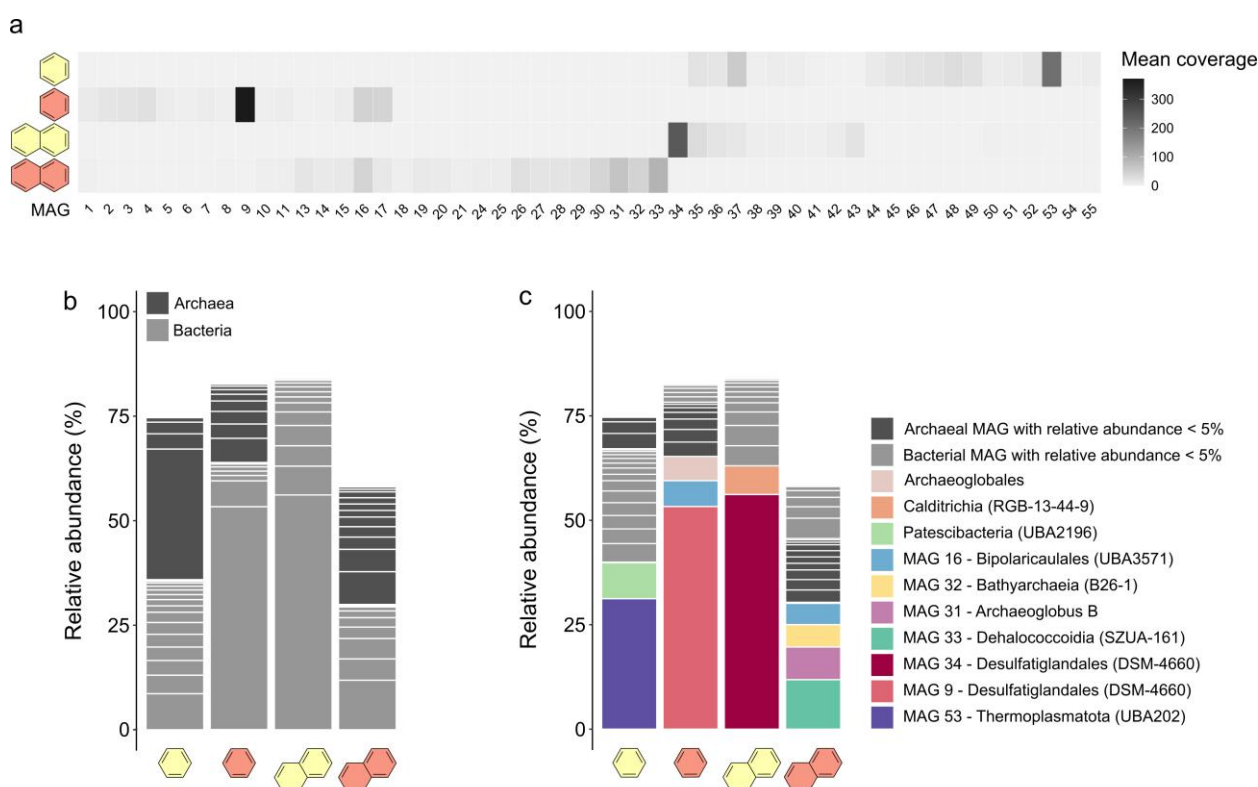 a
Mean coverage
300
200
100
0
MAG 1 2 3 4 5 6 7 8 9 10 11 13 14 15 16 17 18 19 20 21 24 25 26 27 28 29 30 31 32 33 34 35 36 37 38 39 40 41 42 43 44 45 46 47 48 49 50 51 52 53 54 55
b
Archaea
Bacteria
Relative abundance (%)
100
75
50
25
0
c
Relative abundance (%)
100
75
50
25
0
Archaeal MAG with relative abundance < 5%
Bacterial MAG with relative abundance < 5%
Archaeoglobales
Calditrichia (RGB-13-44-9)
Patescibacteria (UBA2196)
MAG 16 - Bipolaricaulales (UBA3571)
MAG 32 - Bathyarchaeia (B26-1)
MAG 31 - Archaeoglobus B
MAG 33 - Dehalococcoidia (SZUA-161)
MAG 34 - Desulfatiglandales (DSM-4660)
MAG 9 - Desulfatiglandales (DSM-4660)
MAG 53 - Thermoplasmatota (UBA202)